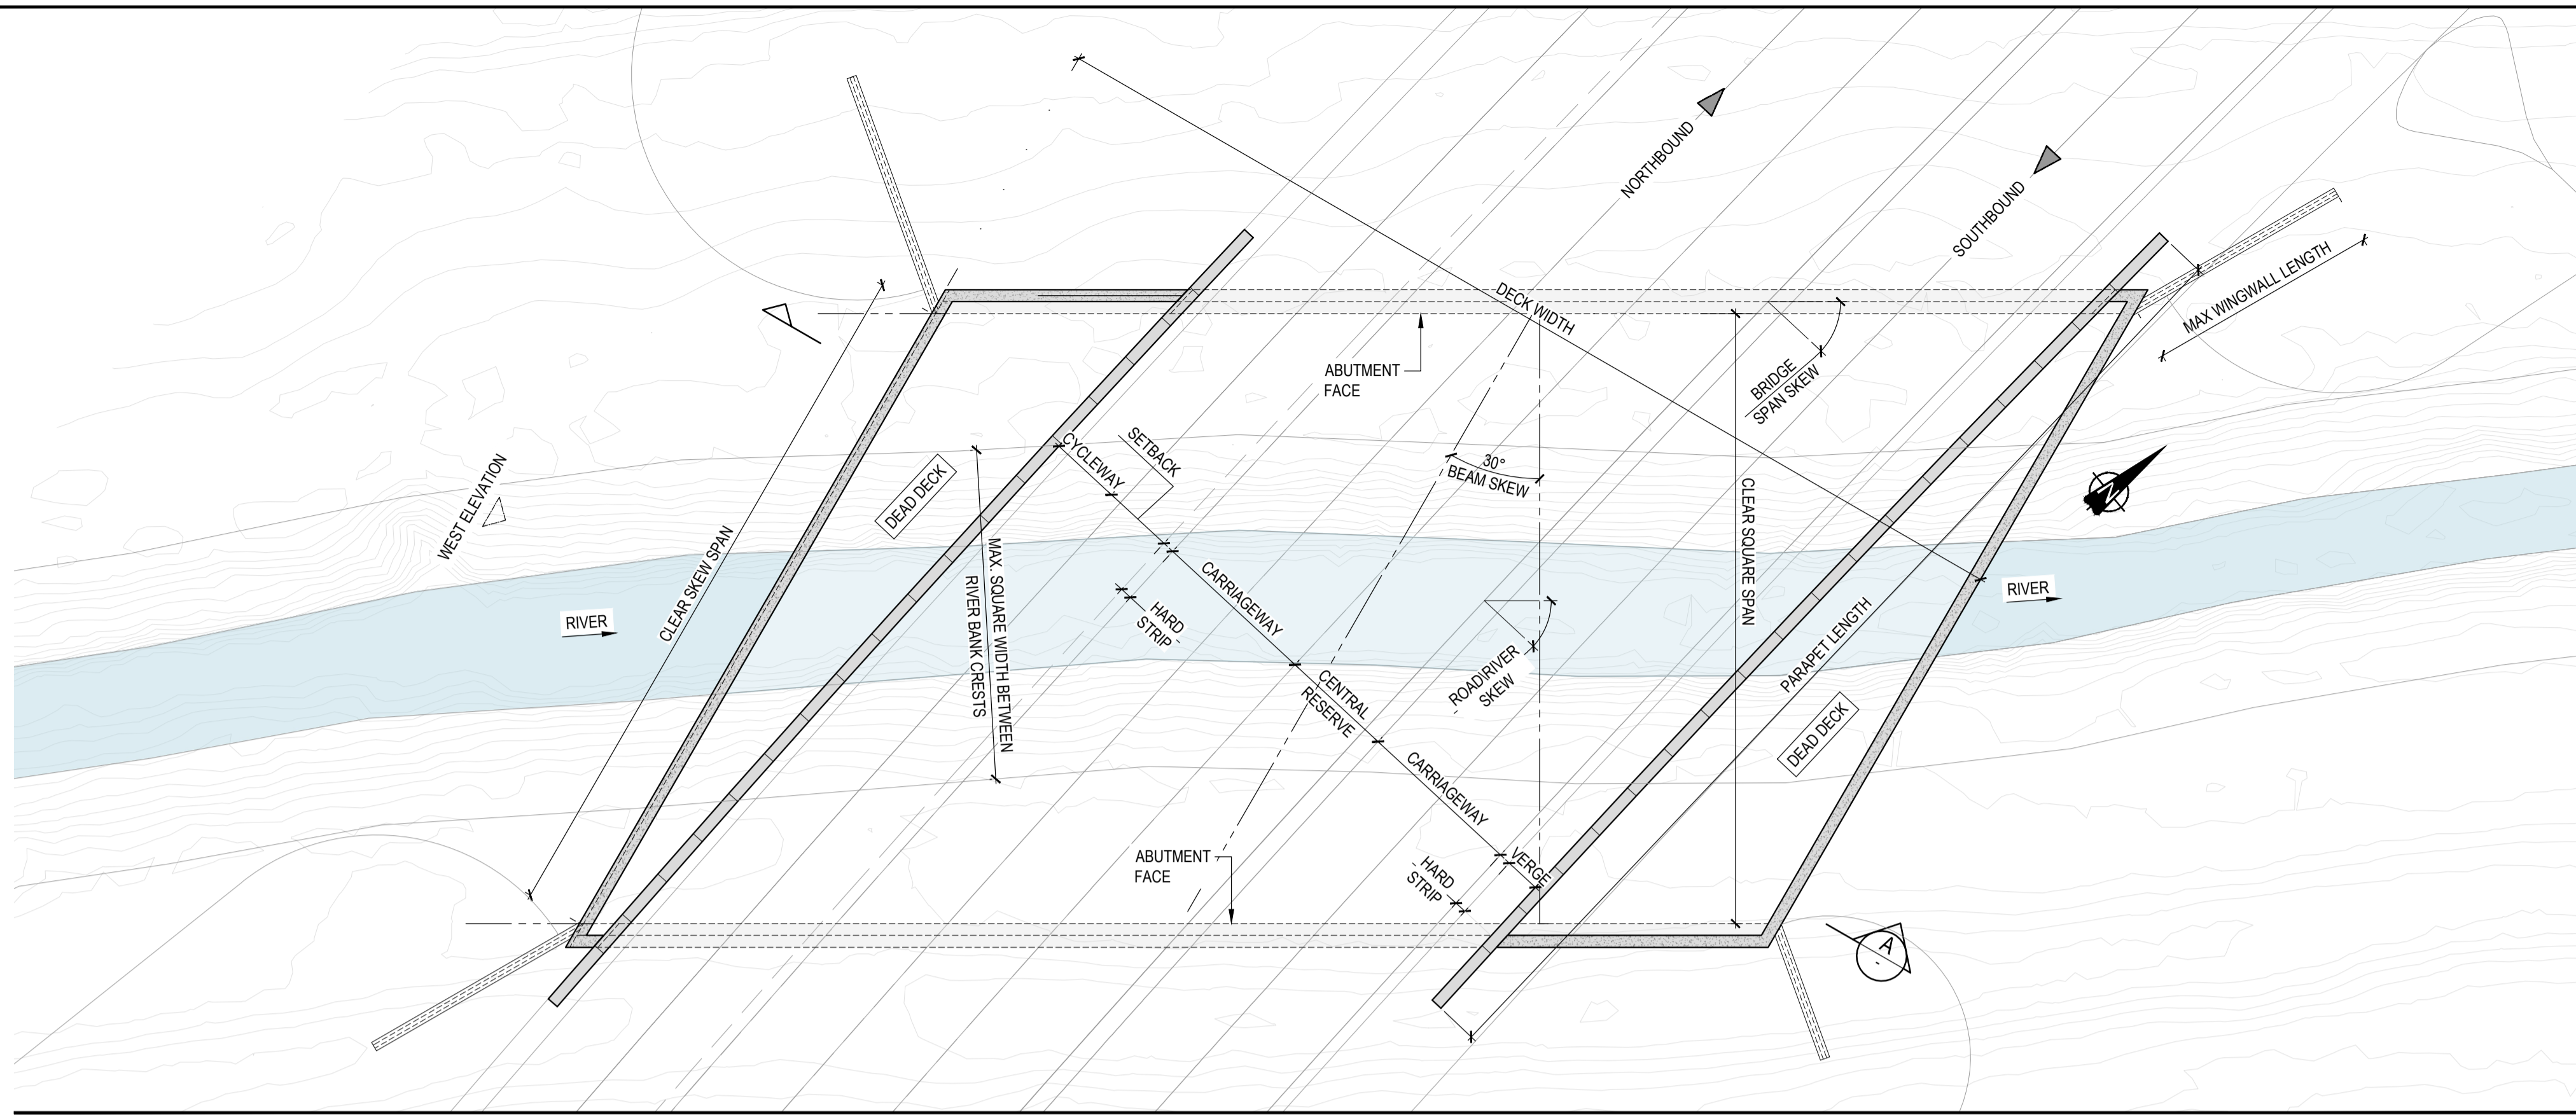 NORTHBOUND
SOUTHBOUND
DECK WIDTH
MAX WINGWALL LENGTH
ABUTMENT
FACE
BRIDGE
SPAN SKEW
CYCLEWAY
SETBACK
DEAD DECK
30°
BEAM SKEW
WEST ELEVATION
CLEAR SKEW SPAN
MAX. SQUARE WIDTH BETWEEN
RIVER BANK CRESTS
CLEAR SQUARE SPAN
N
RIVER
RIVER
CARRIAGEWAY
HARD
STRIP
ROAD\RIVER
SKEW
PARAPET LENGTH
CENTRAL
RESERVE
DEAD DECK
CARRIAGEWAY
ABUTMENT
FACE
VERGE
HARD
STRIP
A
-